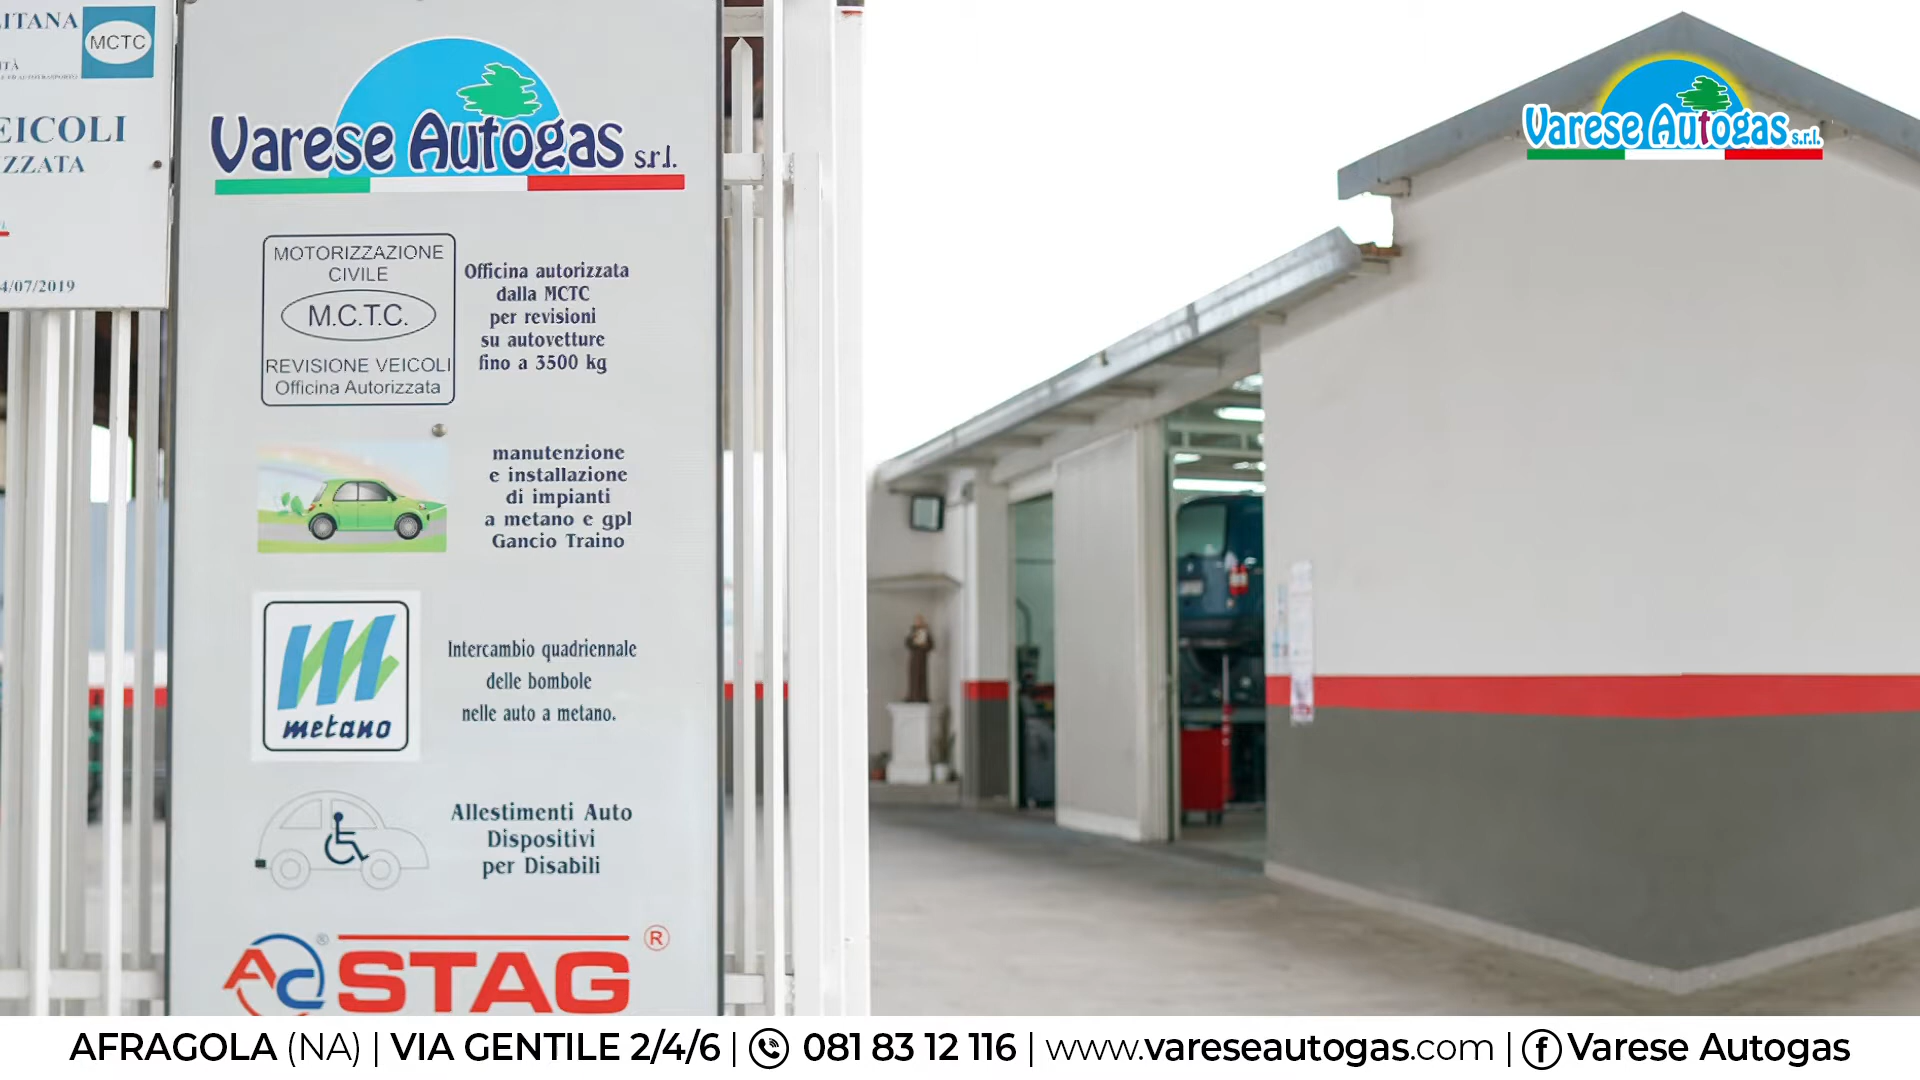 MCTC
EICOLI
4/07/2019
Varese Autogas s.r.l.
MOTORIZZAZIONE
CIVILE
M.C.T.C.
REVISIONE VEICOLI
Officina Autorizzata
Officina autorizzata
dalla MCTC
per revisioni
su autovetture
fino a 3500 kg
manutenzione
e installazione
di impianti
a metano e gpl
Gancio Traino
metano
Intercambio quadriennale
delle bombole
nelle auto a metano.
Allestimenti Auto
Dispositivi
per Disabili
AC ® STAG ®
Varese Autogas s.r.l.
AFRAGOLA (NA) | VIA GENTILE 2/4/6 | 081 83 12 116 | www.vareseautogas.com | Varese Autogas